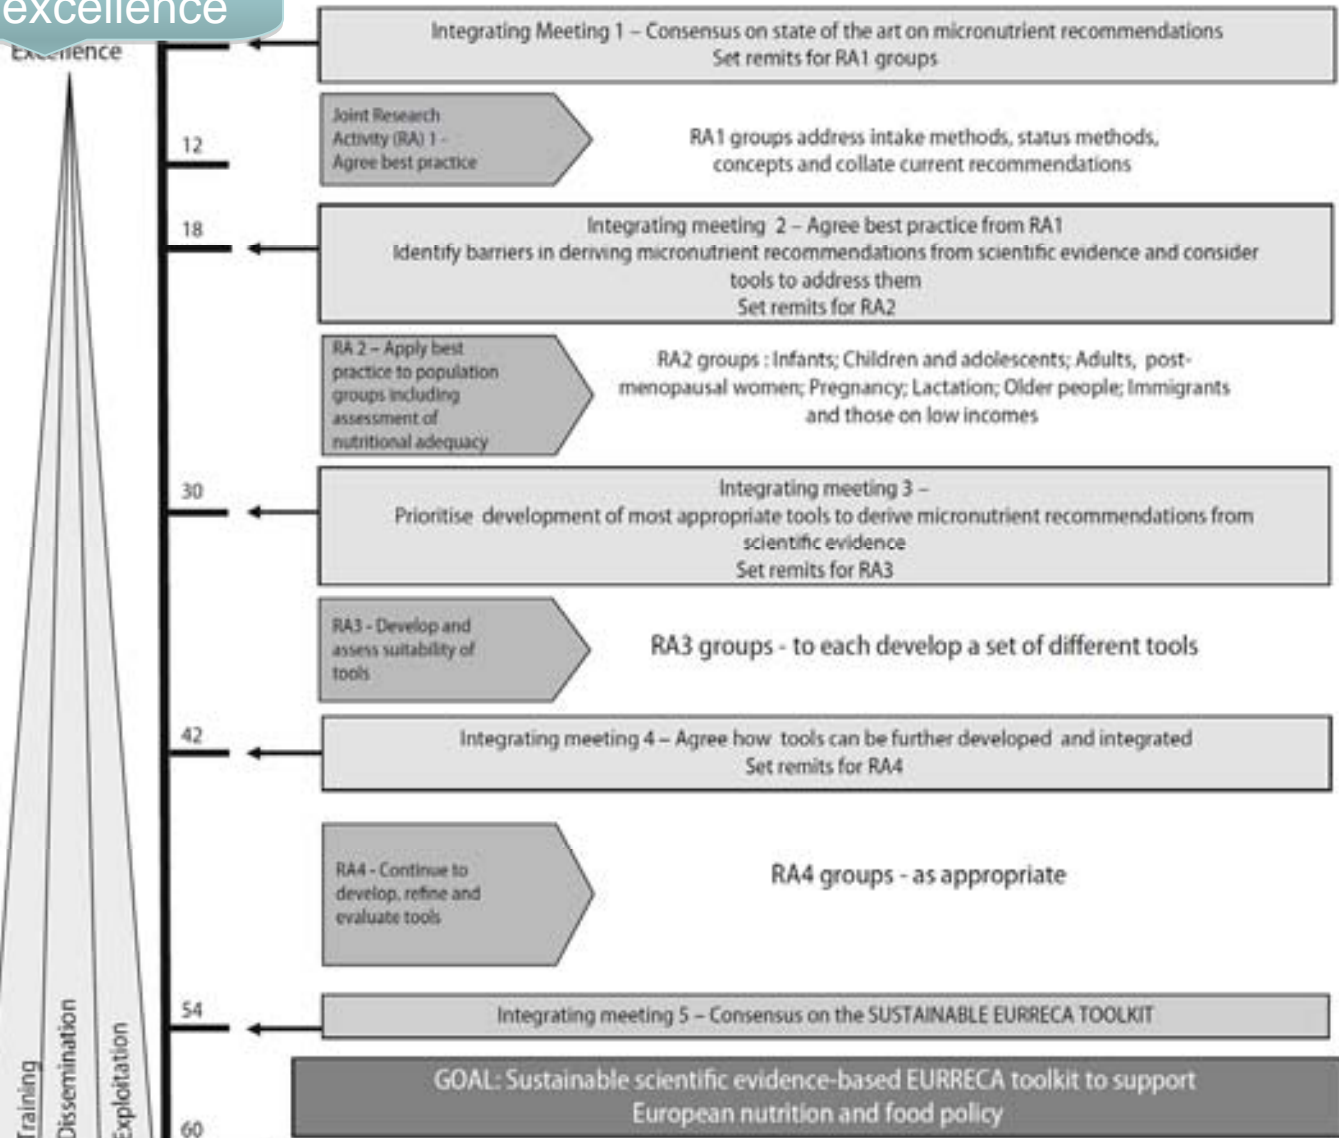 excellence
Excellence
Integrating Meeting 1 – Consensus on state of the art on micronutrient recommendations
Set remits for RA1 groups
Joint Research
Activity (RA) 1 -
Agree best practice
RA1 groups address intake methods, status methods,
concepts and collate current recommendations
12
18
Integrating meeting 2 – Agree best practice from RA1
Identify barriers in deriving micronutrient recommendations from scientific evidence and consider
tools to address them
Set remits for RA2
RA 2 – Apply best
practice to population
groups including
assessment of
nutritional adequacy
RA2 groups : Infants; Children and adolescents; Adults, post-
menopausal women; Pregnancy; Lactation; Older people; Immigrants
and those on low incomes
30
Integrating meeting 3 –
Prioritise development of most appropriate tools to derive micronutrient recommendations from
scientific evidence
Set remits for RA3
RA3 - Develop and
assess suitability of
tools
RA3 groups - to each develop a set of different tools
42
Integrating meeting 4 – Agree how tools can be further developed and integrated
Set remits for RA4
RA4 - Continue to
develop, refine and
evaluate tools
RA4 groups - as appropriate
54
Integrating meeting 5 – Consensus on the SUSTAINABLE EURRECA TOOLKIT
GOAL: Sustainable scientific evidence-based EURRECA toolkit to support
European nutrition and food policy
60
Training
Dissemination
Exploitation